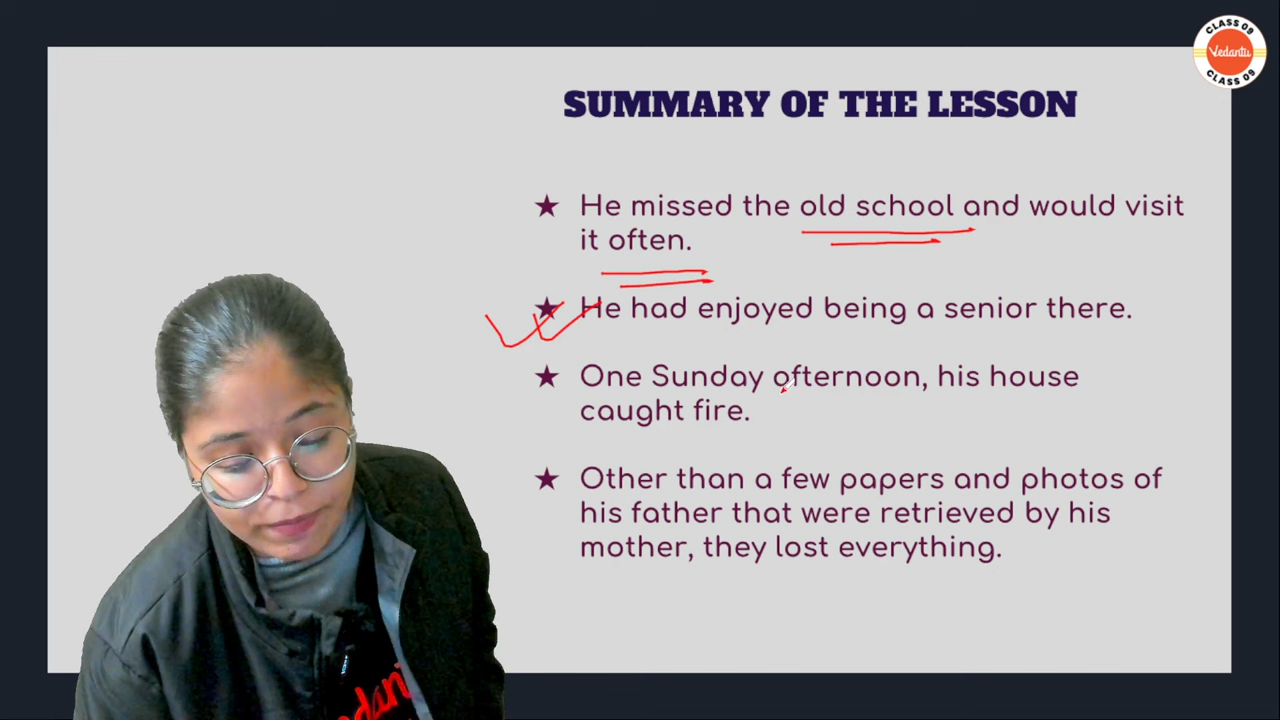 CLASS 09
Vedantu
CLASS 09
SUMMARY OF THE LESSON
★ He missed the old school and would visit
it often.
★ He had enjoyed being a senior there.
★ One Sunday afternoon, his house
caught fire.
★ Other than a few papers and photos of
his father that were retrieved by his
mother, they lost everything.